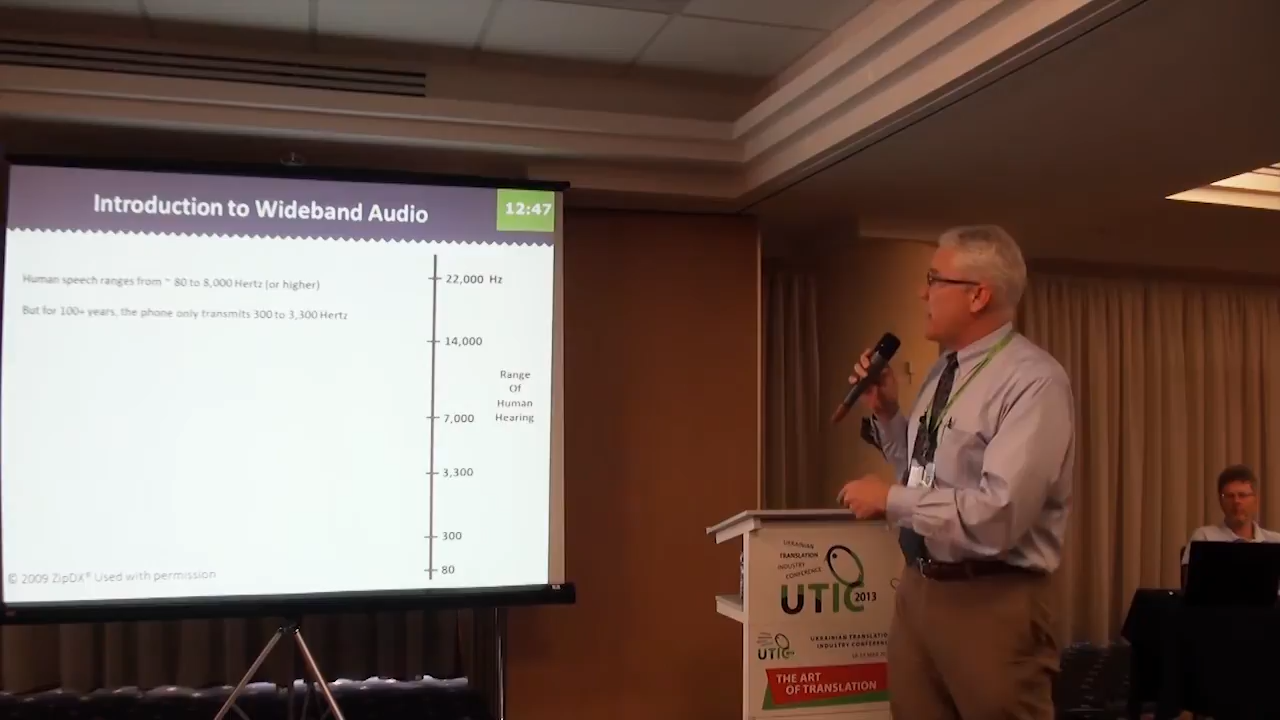 Introduction to Wideband Audio
12:47
Human speech ranges from ~ 80 to 8,000 Hertz (or higher)
But for 100+ years, the phone only transmits 300 to 3,300 Hertz
22,000 Hz
14,000
Range
Of
Human
Hearing
7,000
3,300
300
80
© 2009 ZipDX® Used with permission
UKRAINIAN
TRANSLATION
INDUSTRY
CONFERENCE
UTIC
2013
UTIC
UKRAINIAN TRANSLATIO
INDUSTRY CONFEREN
THE ART
OF TRANSLATION